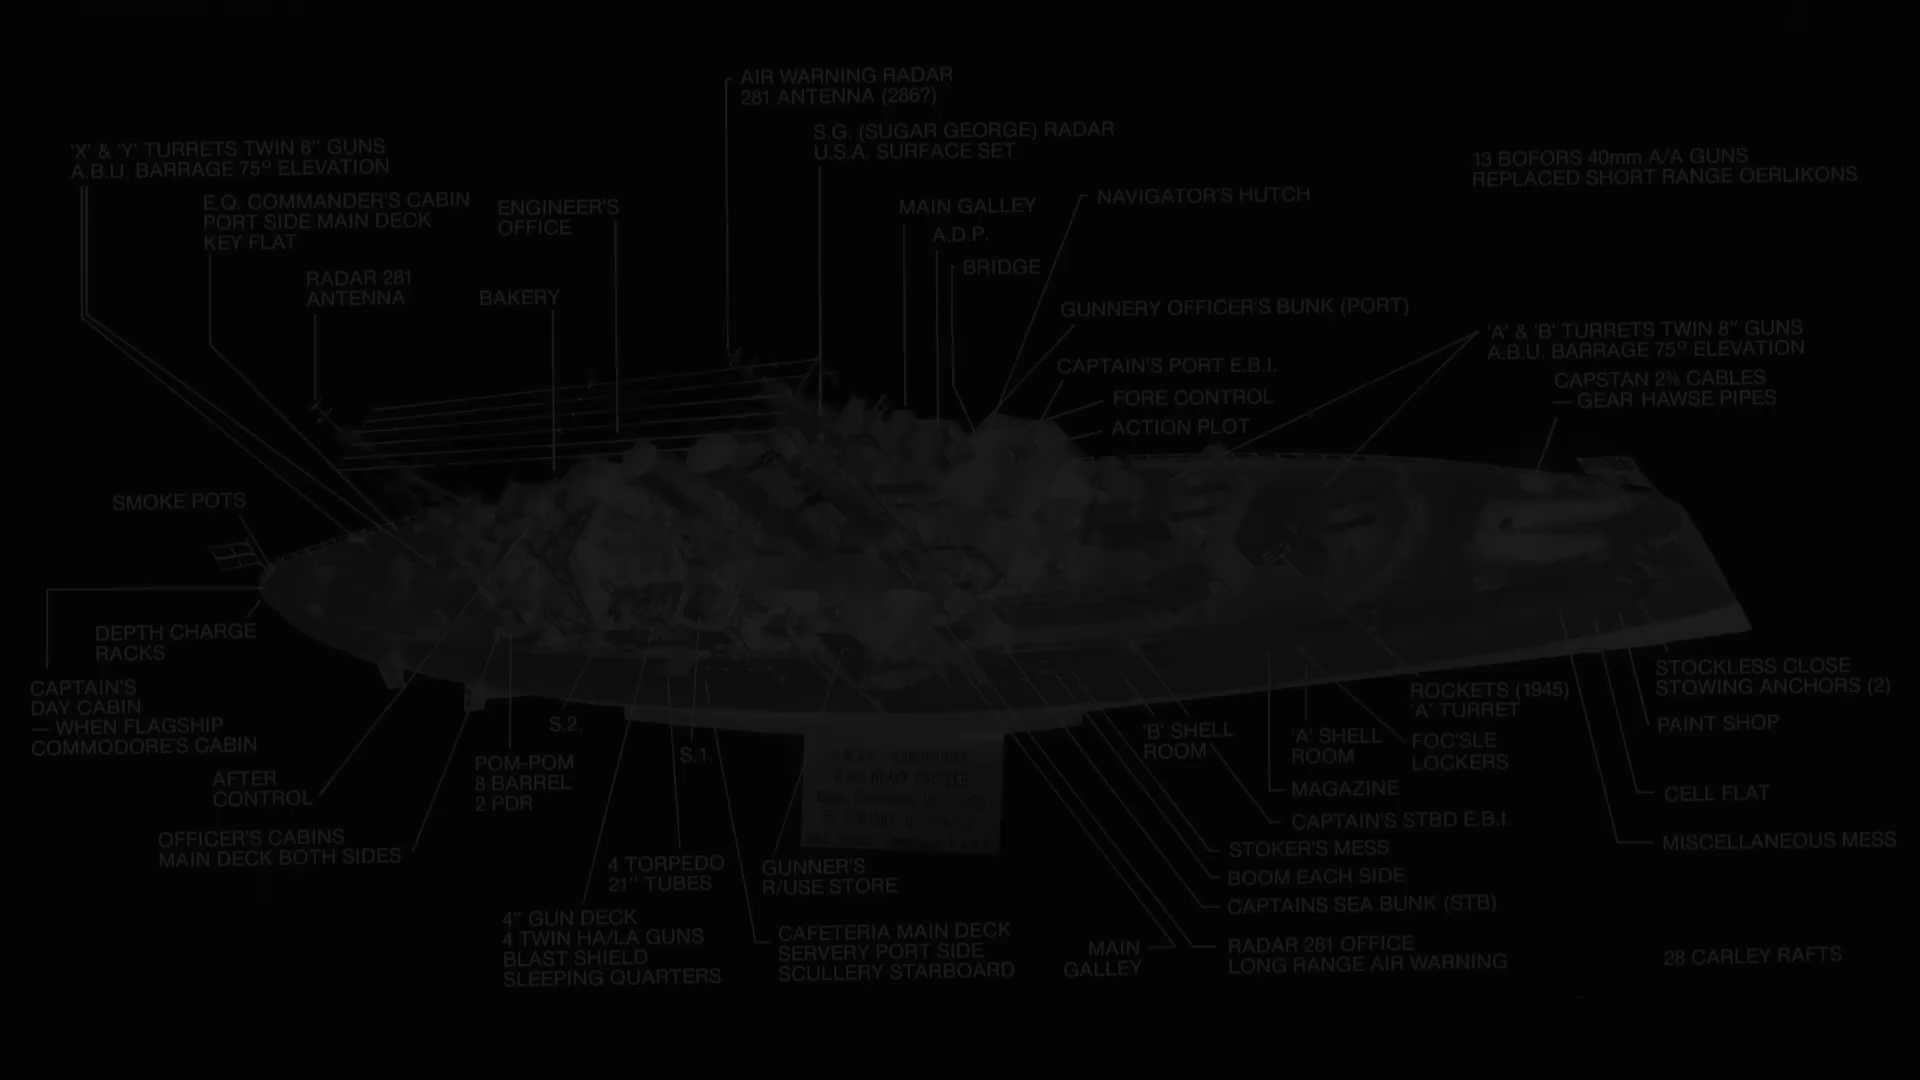 AIR WARNING RADAR
281 ANTENNA (286?)
S.G. (SUGAR GEORGE) RADAR
U.S.A. SURFACE SET
'X' & 'Y' TURRETS TWIN 8" GUNS
A.B.U. BARRAGE 75º ELEVATION
13 BOFORS 40mm A/A GUNS
REPLACED SHORT RANGE OERLIKONS
E.Q. COMMANDER'S CABIN
PORT SIDE MAIN DECK
KEY FLAT
ENGINEER'S
OFFICE
MAIN GALLEY
NAVIGATOR'S HUTCH
A.D.P.
BRIDGE
RADAR 281
ANTENNA
BAKERY
GUNNERY OFFICER'S BUNK (PORT)
'A' & 'B' TURRETS TWIN 8" GUNS
A.B.U. BARRAGE 75º ELEVATION
CAPTAIN'S PORT E.B.I.
CAPSTAN 2⅜ CABLES
— GEAR HAWSE PIPES
FORE CONTROL
ACTION PLOT
SMOKE POTS
DEPTH CHARGE
RACKS
CAPTAIN'S
DAY CABIN
— WHEN FLAGSHIP
COMMODORE'S CABIN
AFTER
CONTROL
OFFICER'S CABINS
MAIN DECK BOTH SIDES
POM-POM
8 BARREL
2 PDR
S.2.
S.1.
4 TORPEDO
21" TUBES
4" GUN DECK
4 TWIN HA/LA GUNS
BLAST SHIELD
SLEEPING QUARTERS
GUNNER'S
R/USE STORE
CAFETERIA MAIN DECK
SERVERY PORT SIDE
SCULLERY STARBOARD
HEAVY CRUISER
MAIN
GALLEY
'B' SHELL
ROOM
'A' SHELL
ROOM
MAGAZINE
CAPTAIN'S STBD E.B.I.
STOKER'S MESS
BOOM EACH SIDE
CAPTAINS SEA BUNK (STB)
RADAR 281 OFFICE
LONG RANGE AIR WARNING
ROCKETS (1945)
'A' TURRET
FOC'SLE
LOCKERS
STOCKLESS CLOSE
STOWING ANCHORS (2)
PAINT SHOP
CELL FLAT
MISCELLANEOUS MESS
28 CARLEY RAFTS